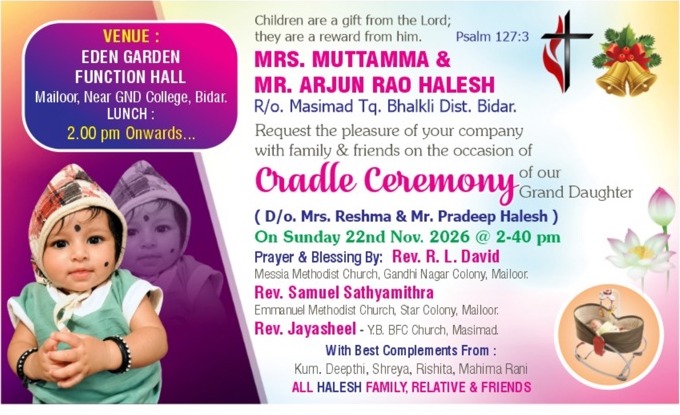 VENUE :
EDEN GARDEN
FUNCTION HALL
Mailoor, Near GND College, Bidar.
LUNCH :
2.00 pm Onwards...
Children are a gift from the Lord;
they are a reward from him. Psalm 127:3
MRS. MUTTAMMA &
MR. ARJUN RAO HALESH
R/o. Masimad Tq. Bhalkli Dist. Bidar.
Request the pleasure of your company
with family & friends on the occasion of
Cradle Ceremony of our
Grand Daughter
( D/o. Mrs. Reshma & Mr. Pradeep Halesh )
On Sunday 22nd Nov. 2026 @ 2-40 pm
Prayer & Blessing By: Rev. R. L. David
Messia Methodist Church, Gandhi Nagar Colony, Mailoor.
Rev. Samuel Sathyamithra
Emmanuel Methodist Church, Star Colony, Mailoor.
Rev. Jayasheel - Y.B. BFC Church, Masimad.
With Best Complements From :
Kum. Deepthi, Shreya, Rishita, Mahima Rani
ALL HALESH FAMILY, RELATIVE & FRIENDS